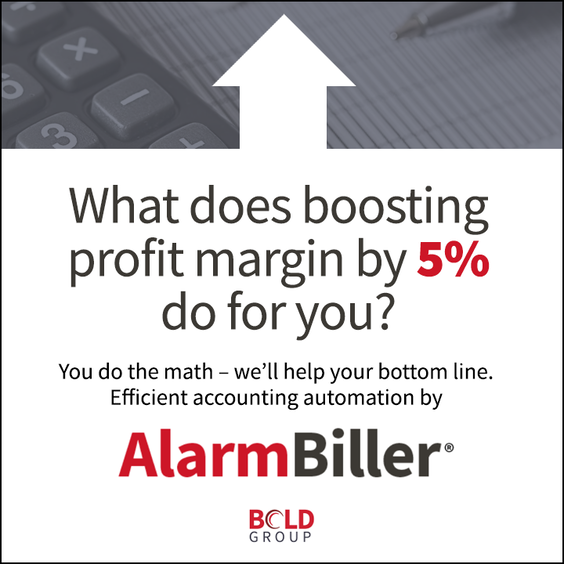 What does boosting
profit margin by 5%
do for you?
You do the math – we'll help your bottom line.
Efficient accounting automation by
AlarmBiller®
BOLD
GROUP